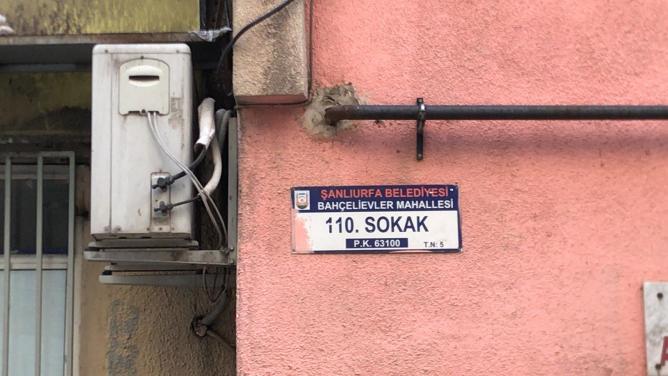 ŞANLIURFA BELEDİYESİ
BAHÇELİEVLER MAHALLESİ
110. SOKAK
P.K. 63100 T.N: 5